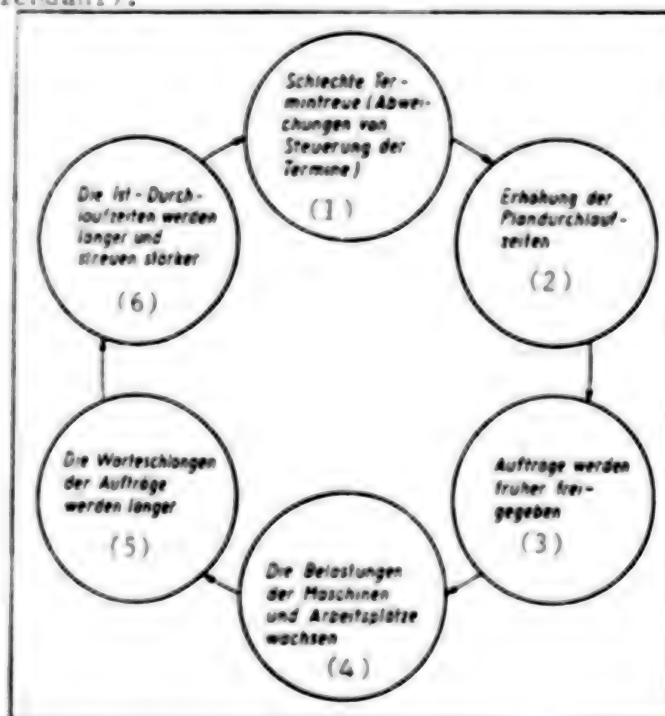 Schlechte Ter-
mintreue (Abwei-
chungen von
Steuerung der
Termine)
(1)
Erhöhung der
Plandurchlauf-
zeiten
(2)
Aufträge werden
früher frei-
gegeben
(3)
Die Belastungen
der Maschinen
und Arbeitsplätze
wachsen
(4)
Die Warteschlangen
der Aufträge
werden länger
(5)
Die Ist-Durch-
laufzeiten werden
länger und
streuen stärker
(6)